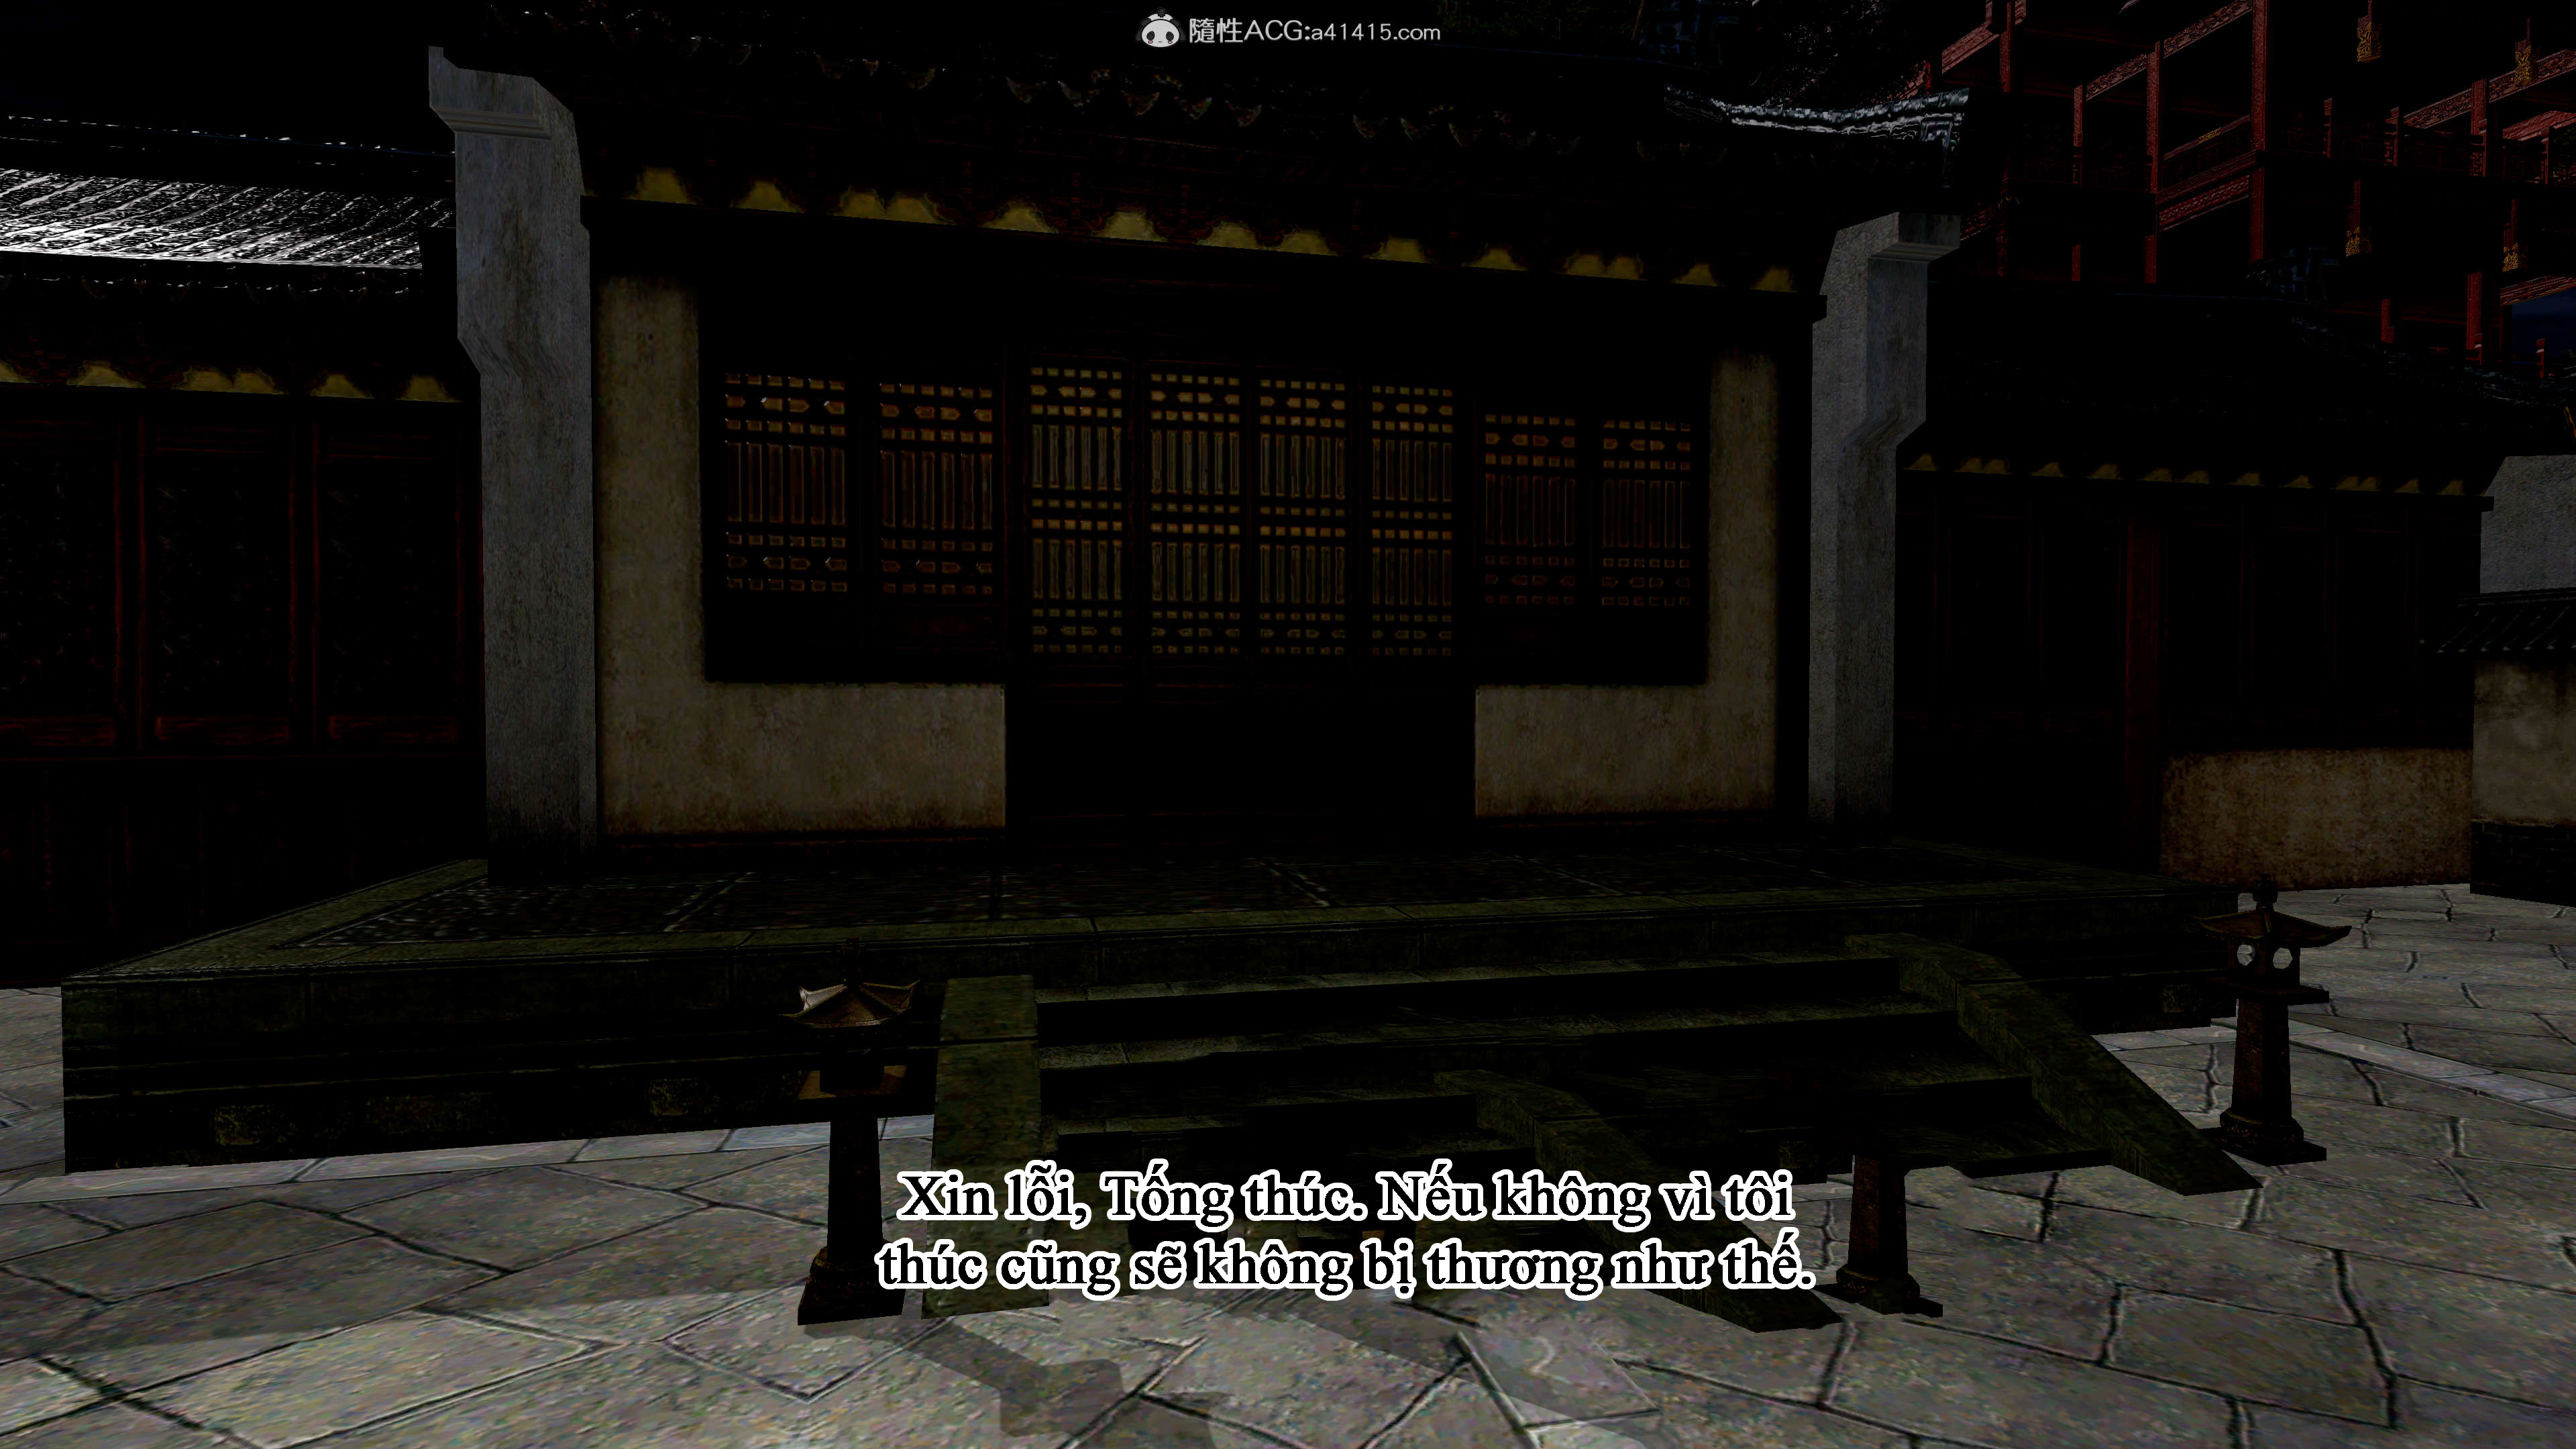 隨性ACG:a41415.com
Xin lỗi, Tống thúc. Nếu không vì tôi
thúc cũng sẽ không bị thương như thế.